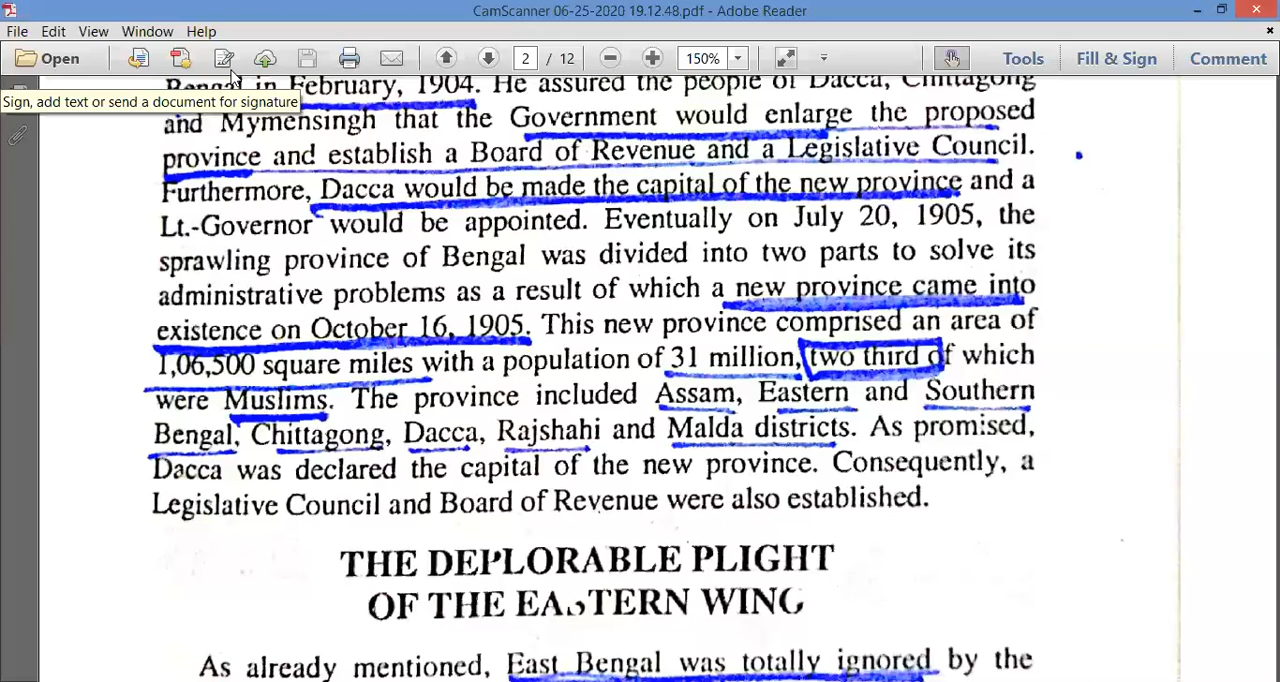 CamScanner 06-25-2020 19.12.48.pdf - Adobe Reader
File Edit View Window Help
Open 2 / 12 150% Tools Fill & Sign Comment
Bengal in February, 1904. He assured the people of Dacca, Chittagong
Sign, add text or send a document for signature
and Mymensingh that the Government would enlarge the proposed
province and establish a Board of Revenue and a Legislative Council.
Furthermore, Dacca would be made the capital of the new province and a
Lt.-Governor would be appointed. Eventually on July 20, 1905, the
sprawling province of Bengal was divided into two parts to solve its
administrative problems as a result of which a new province came into
existence on October 16, 1905. This new province comprised an area of
1,06,500 square miles with a population of 31 million, two third of which
were Muslims. The province included Assam, Eastern and Southern
Bengal, Chittagong, Dacca, Rajshahi and Malda districts. As promised,
Dacca was declared the capital of the new province. Consequently, a
Legislative Council and Board of Revenue were also established.
THE DEPLORABLE PLIGHT
OF THE EASTERN WING
As already mentioned, East Bengal was totally ignored by the